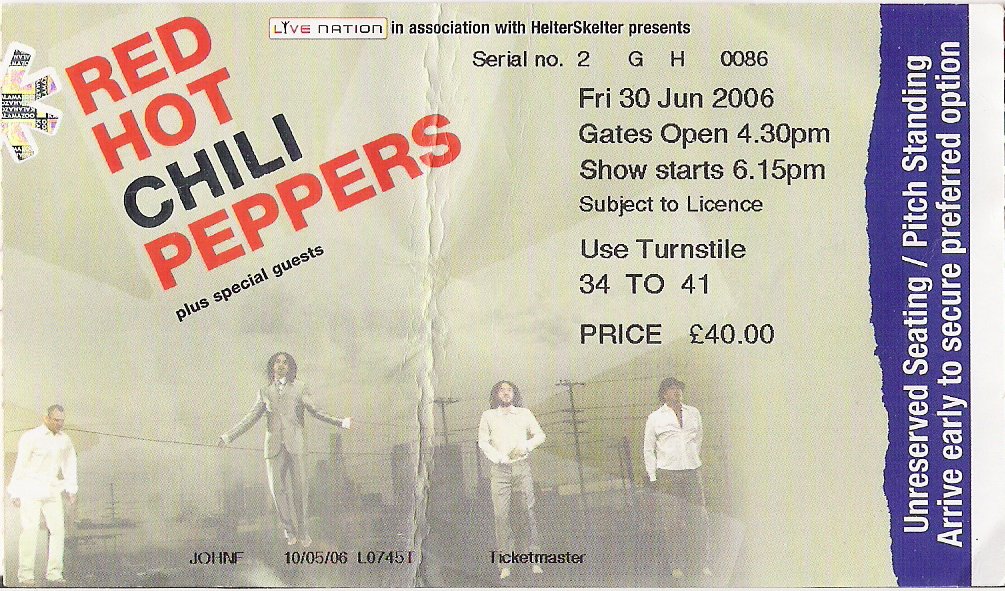 LIVE NATION in association with HelterSkelter presents
RED
HOT
CHILI
PEPPERS
plus special guests
Serial no. 2 G H 0086
Fri 30 Jun 2006
Gates Open 4.30pm
Show starts 6.15pm
Subject to Licence
Use Turnstile
34 TO 41
PRICE £40.00
JOHNF 10/05/06 L0745T Ticketmaster
Unreserved Seating / Pitch Standing
Arrive early to secure preferred option